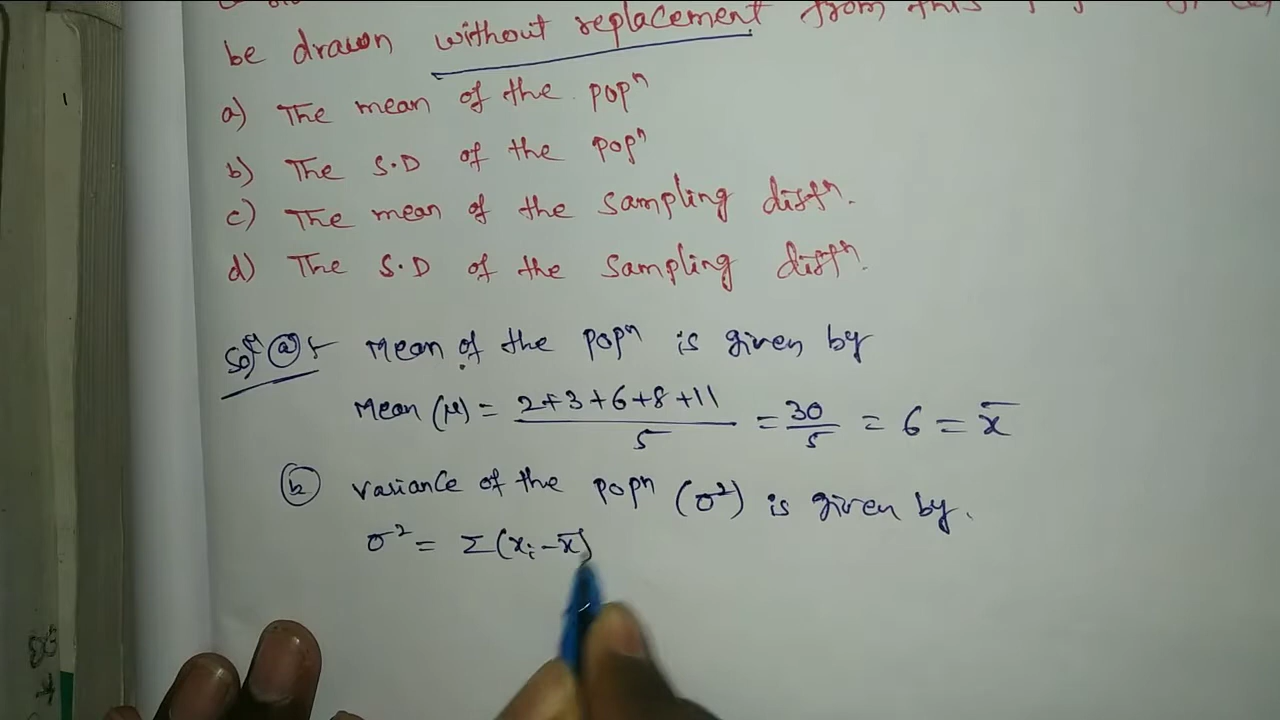 be drawn without replacement from this
a) The mean of the popⁿ
b) The S.D of the popⁿ
c) The mean of the sampling distⁿ.
d) The S.D of the sampling distⁿ.
Solⁿ (a) :- Mean of the popⁿ is given by
Mean (μ) = 2+3+6+8+11 / 5 = 30/5 = 6 = x̄
(b) variance of the popⁿ (σ²) is given by.
σ² = Σ(xᵢ-x̄)